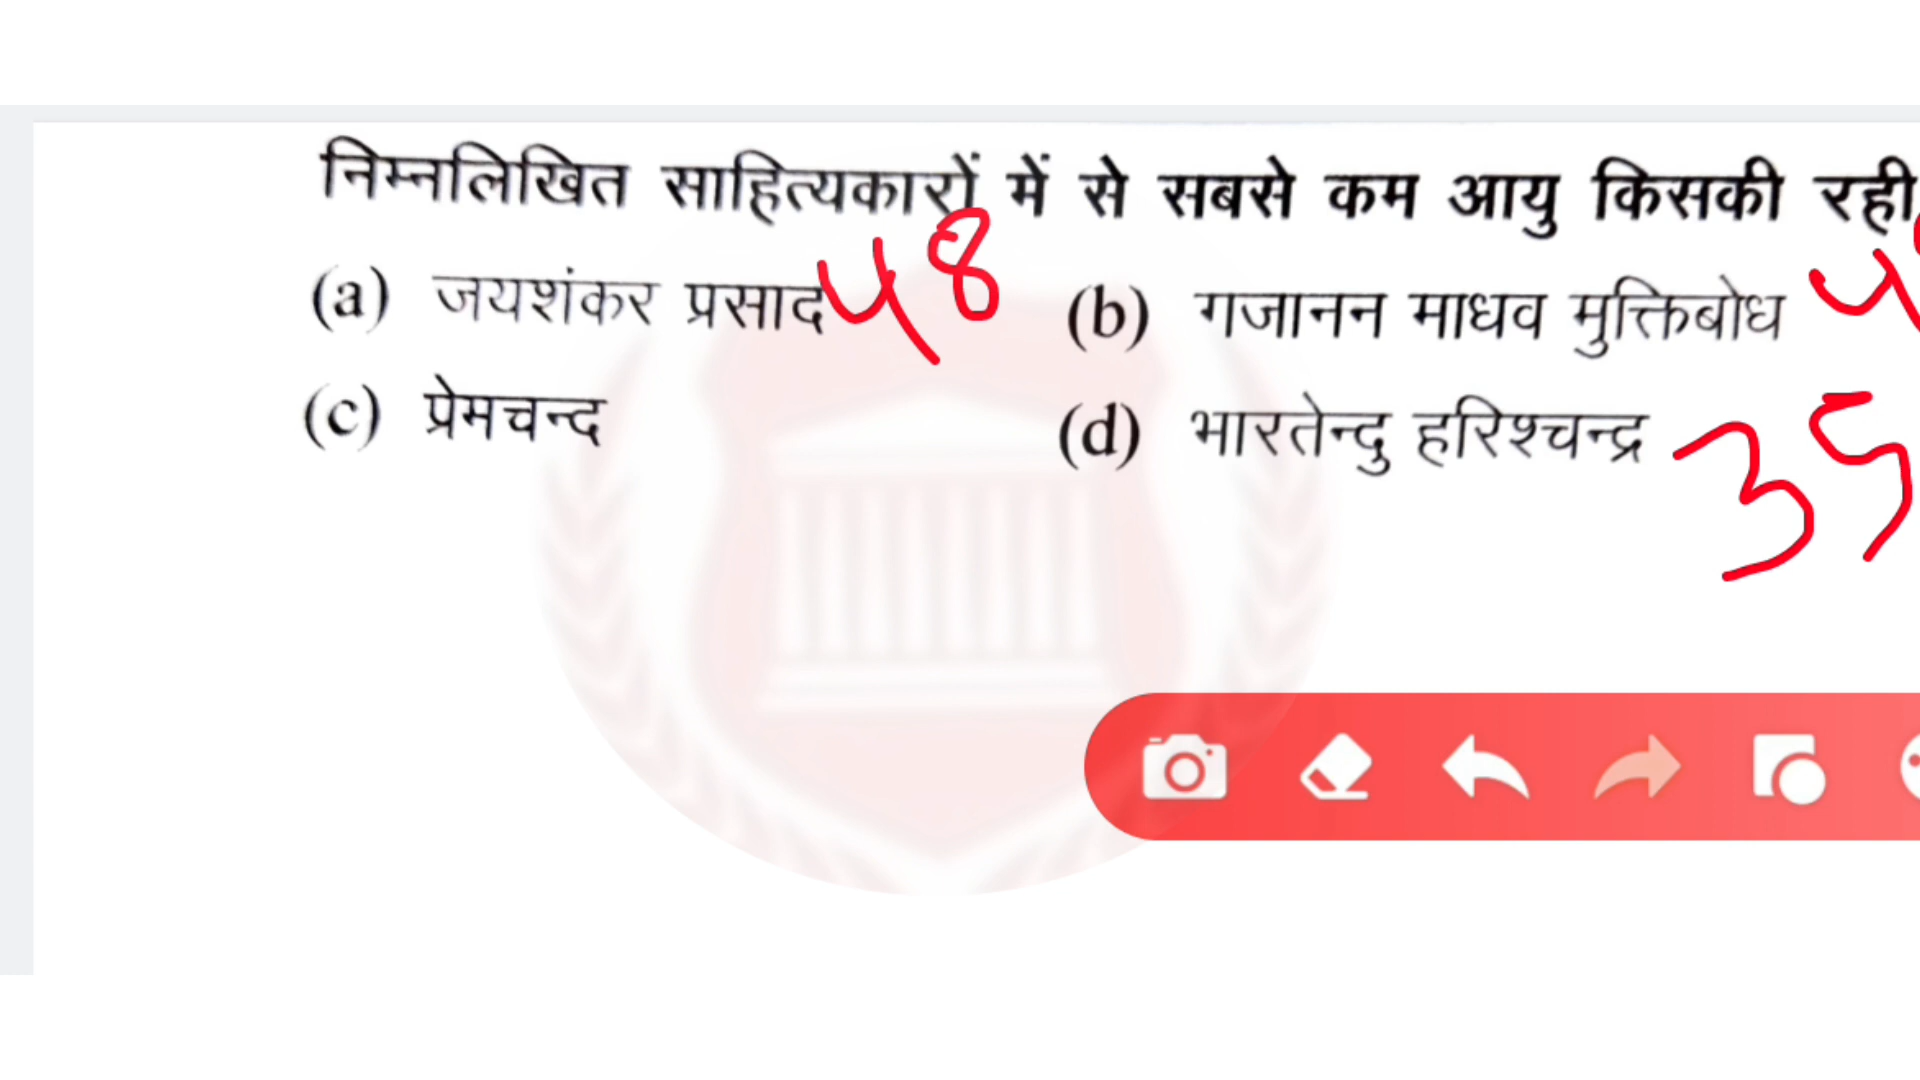 निम्नलिखित साहित्यकारों में से सबसे कम आयु किसकी रही
(a) जयशंकर प्रसाद 48 (b) गजानन माधव मुक्तिबोध 4
(c) प्रेमचन्द (d) भारतेन्दु हरिश्चन्द्र 35